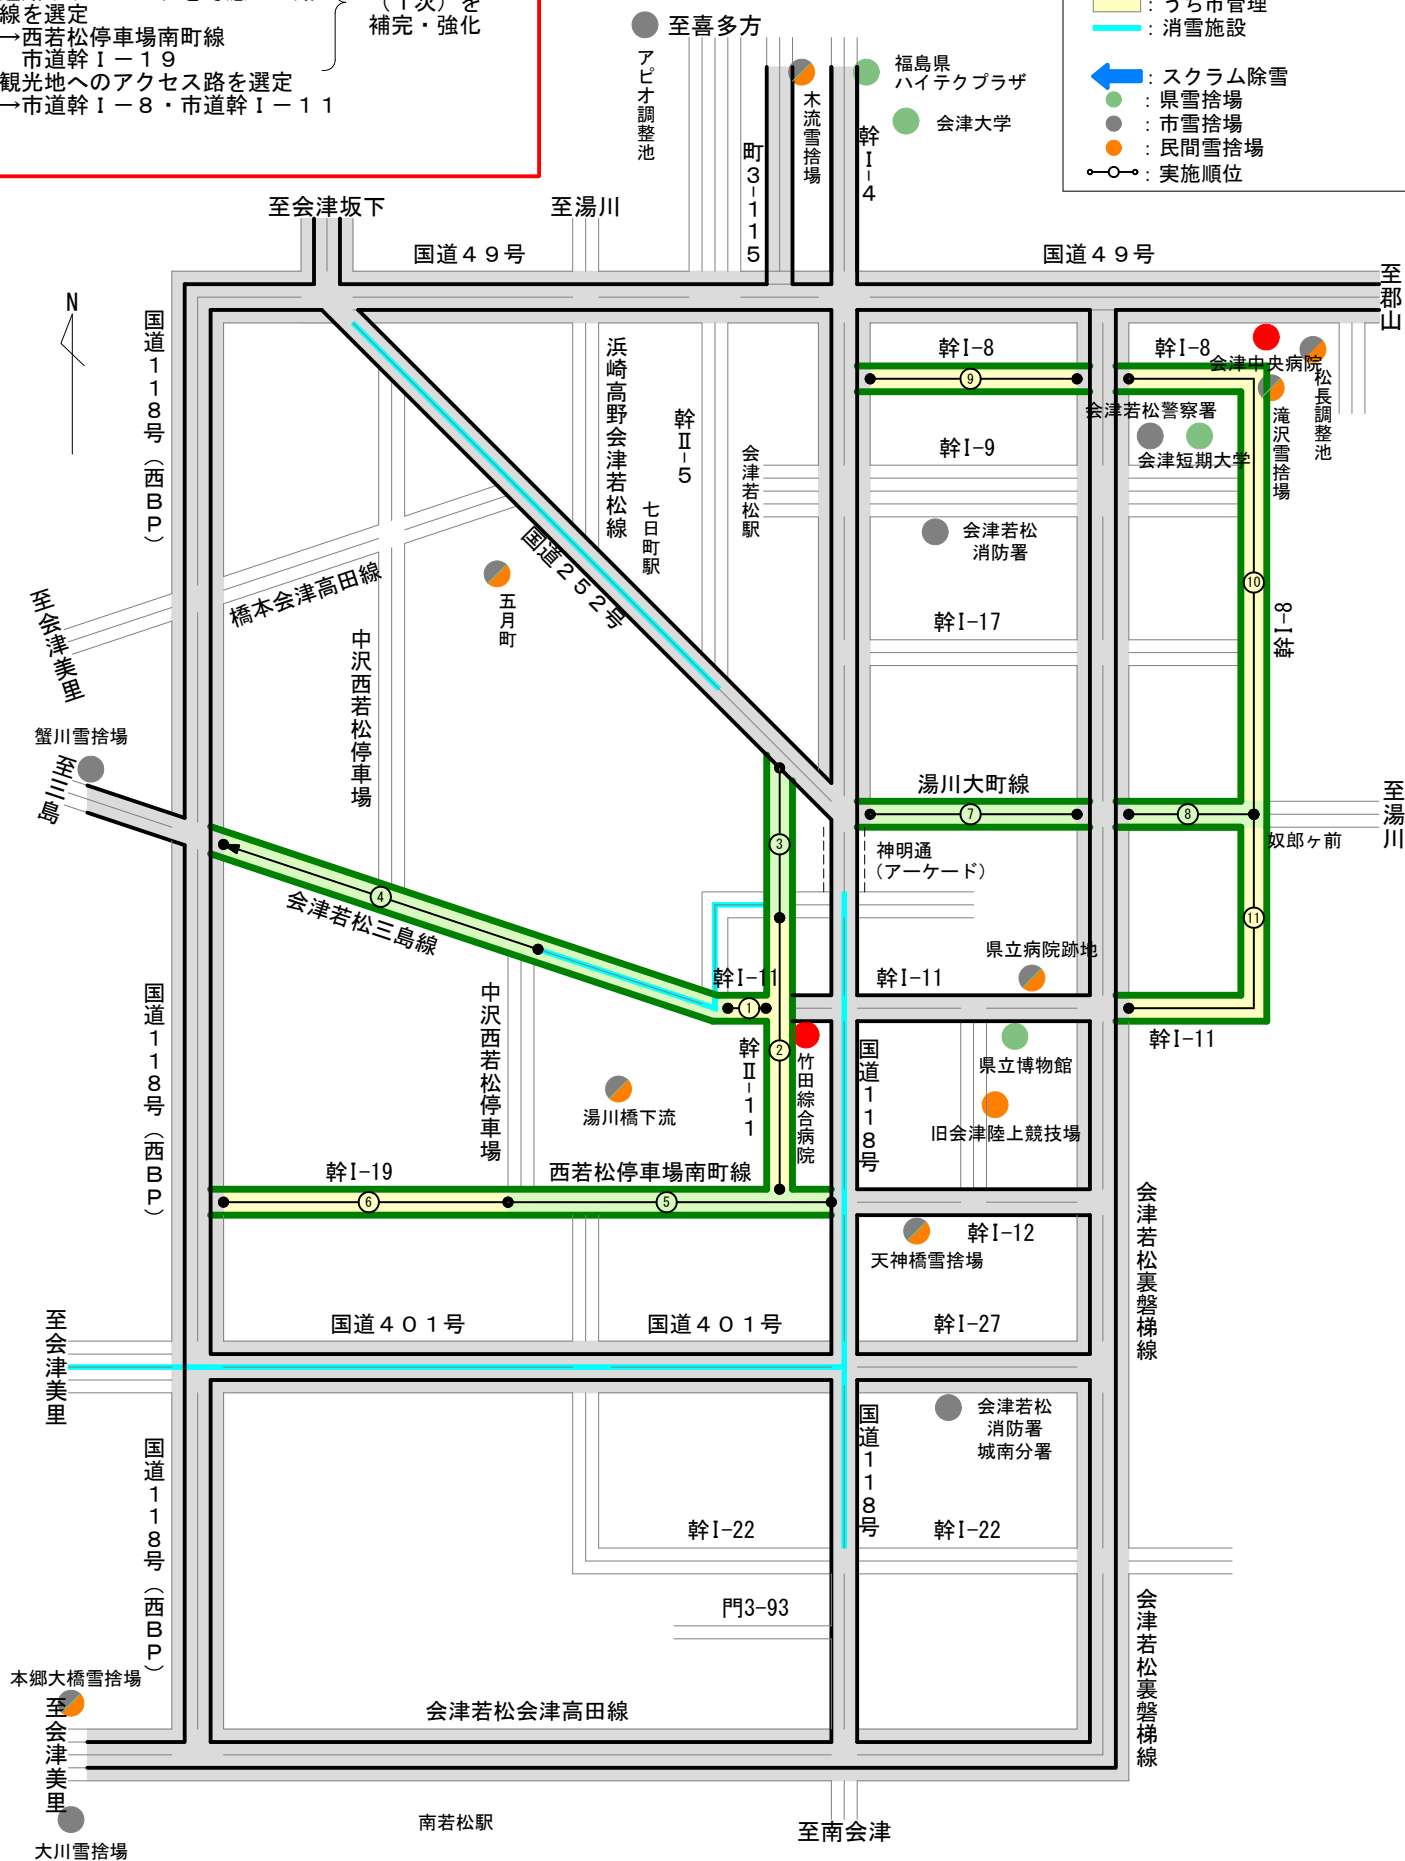 線を選定
→西若松停車場南町線
市道幹Ⅰ－19
観光地へのアクセス路を選定
→市道幹Ⅰ－8・市道幹Ⅰ－11
（1次）を
補完・強化
：うち市管理
：消雪施設
：スクラム除雪
：県雪捨場
：市雪捨場
：民間雪捨場
：実施順位
至喜多方
アピオ調整池
木流雪捨場
福島県
ハイテクプラザ
会津大学
町3-115
幹Ⅰ-4
至会津坂下
至湯川
国道４９号
国道４９号
至郡山
N
国道118号（西BP）
浜崎高野会津若松線
幹Ⅱ-5
七日町駅
会津若松駅
国道２５２号
幹Ⅰ-8
⑨
幹Ⅰ-8
会津中央病院
松長調整池
滝沢雪捨場
会津若松警察署
会津短期大学
幹Ⅰ-9
会津若松
消防署
⑩
幹Ⅰ-8
幹Ⅰ-17
橋本会津高田線
五月町
至会津美里
中沢西若松停車場
蟹川雪捨場
至三島
湯川大町線
⑦
⑧
至湯川
奴郎ヶ前
③
神明通
（アーケード）
④
会津若松三島線
⑪
県立病院跡地
幹Ⅰ-11
幹Ⅰ-11
①
幹Ⅰ-11
②
幹Ⅱ-11
竹田綜合病院
国道118号
県立博物館
旧会津陸上競技場
国道118号（西BP）
中沢西若松停車場
湯川橋下流
幹Ⅰ-19
西若松停車場南町線
⑥
⑤
幹Ⅰ-12
天神橋雪捨場
会津若松裏磐梯線
至会津美里
国道４０１号
国道４０１号
幹Ⅰ-27
会津若松
消防署
城南分署
国道118号
国道118号（西BP）
幹Ⅰ-22
幹Ⅰ-22
門3-93
会津若松裏磐梯線
本郷大橋雪捨場
至会津美里
会津若松会津高田線
大川雪捨場
南若松駅
至南会津